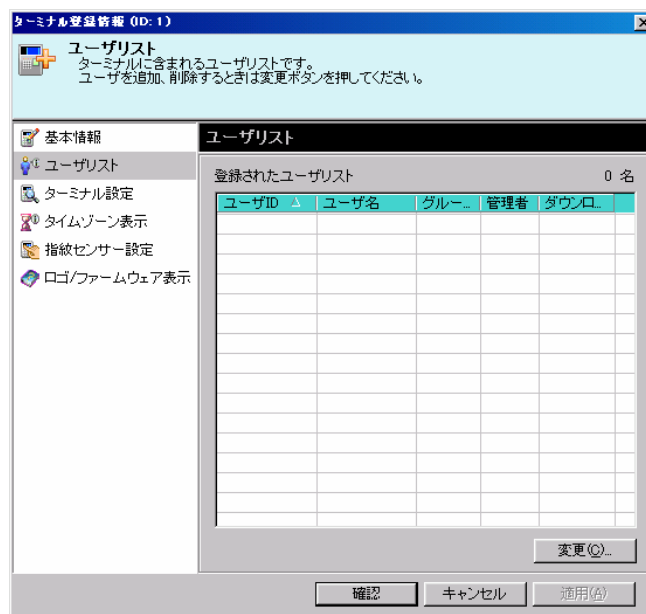 ターミナル登録情報 (ID: 1)
ユーザリスト
ターミナルに含まれるユーザリストです。
ユーザを追加、削除するときは変更ボタンを押してください。
基本情報
ユーザリスト
ターミナル設定
タイムゾーン表示
指紋センサー設定
ロゴ/ファームウェア表示
ユーザリスト
登録されたユーザリスト 0 名
ユーザID △ ユーザ名 グルー... 管理者 ダウンロ...
変更(C)...
確認 キャンセル 適用(A)